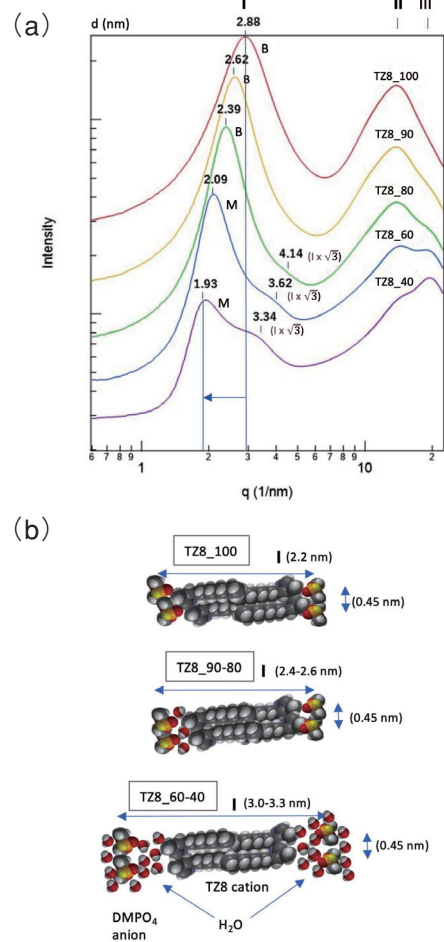 (a)
I II III
d (nm)
2.88
B
2.62
B
2.39
B
2.09
M
1.93
M
4.14 (I x √3)
3.62 (I x √3)
3.34 (I x √3)
TZ8_100
TZ8_90
TZ8_80
TZ8_60
TZ8_40
Intensity
6 7 8 9 1 2 3 4 5 6 7 8 9 10 2
q (1/nm)
(b)
TZ8_100
I (2.2 nm)
(0.45 nm)
TZ8_90-80
I (2.4-2.6 nm)
(0.45 nm)
TZ8_60-40
I (3.0-3.3 nm)
(0.45 nm)
TZ8 cation
DMPO4
anion
H2O